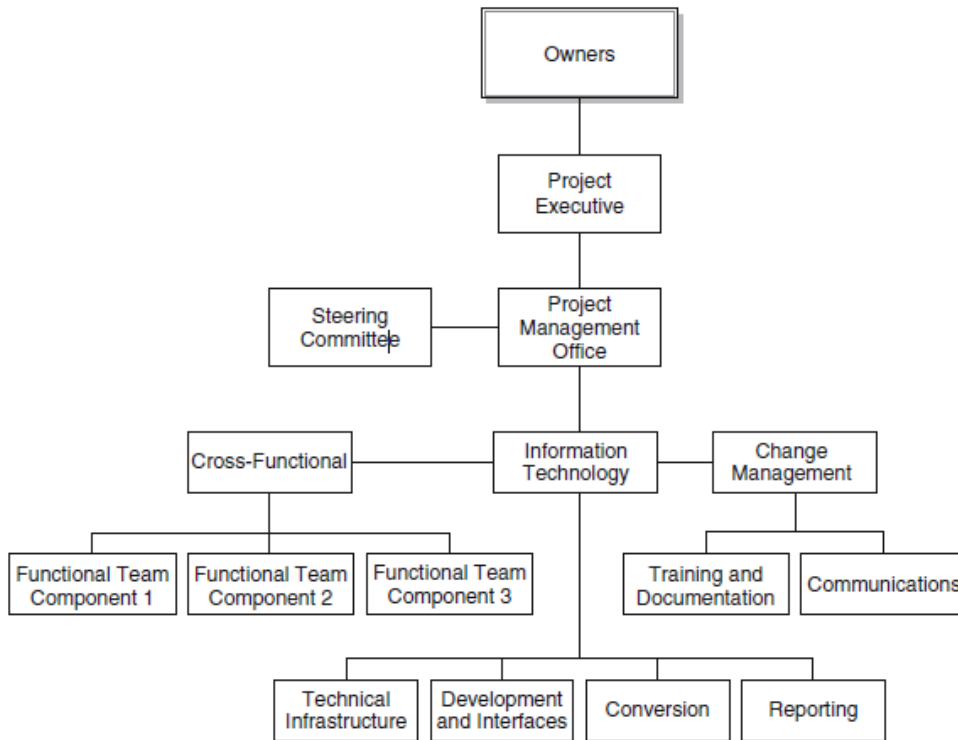 Owners
Project
Executive
Steering
Committee
Project
Management
Office
Cross-Functional
Information
Technology
Change
Management
Functional Team
Component 1
Functional Team
Component 2
Functional Team
Component 3
Training and
Documentation
Communications
Technical
Infrastructure
Development
and Interfaces
Conversion
Reporting